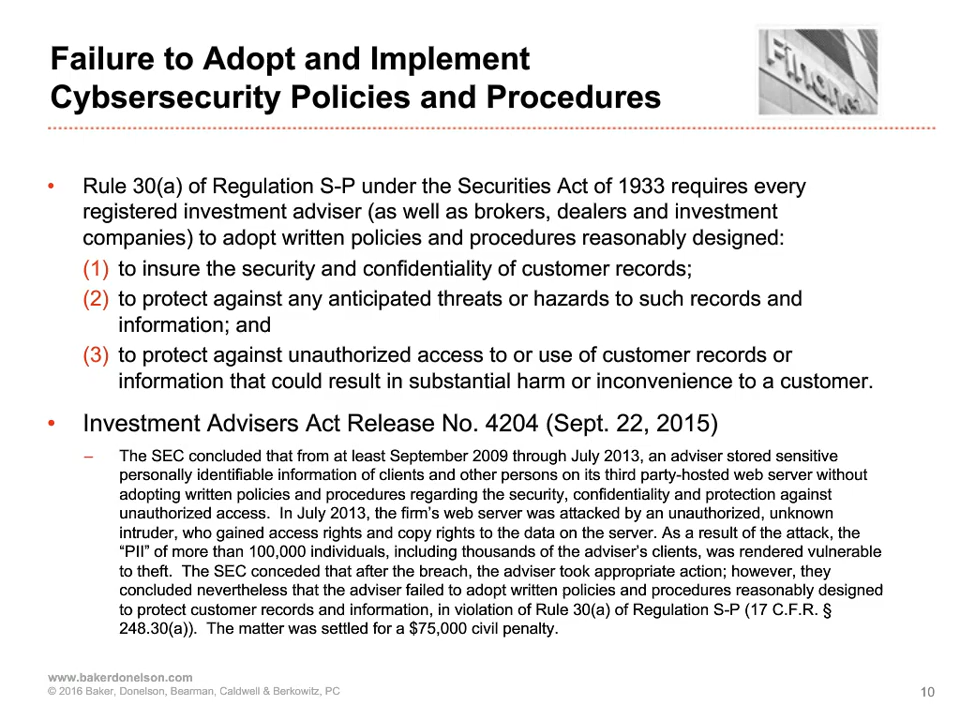 Failure to Adopt and Implement
Cybsersecurity Policies and Procedures
Financ
• Rule 30(a) of Regulation S-P under the Securities Act of 1933 requires every
registered investment adviser (as well as brokers, dealers and investment
companies) to adopt written policies and procedures reasonably designed:
(1) to insure the security and confidentiality of customer records;
(2) to protect against any anticipated threats or hazards to such records and
information; and
(3) to protect against unauthorized access to or use of customer records or
information that could result in substantial harm or inconvenience to a customer.
• Investment Advisers Act Release No. 4204 (Sept. 22, 2015)
– The SEC concluded that from at least September 2009 through July 2013, an adviser stored sensitive
personally identifiable information of clients and other persons on its third party-hosted web server without
adopting written policies and procedures regarding the security, confidentiality and protection against
unauthorized access. In July 2013, the firm’s web server was attacked by an unauthorized, unknown
intruder, who gained access rights and copy rights to the data on the server. As a result of the attack, the
“PII” of more than 100,000 individuals, including thousands of the adviser’s clients, was rendered vulnerable
to theft. The SEC conceded that after the breach, the adviser took appropriate action; however, they
concluded nevertheless that the adviser failed to adopt written policies and procedures reasonably designed
to protect customer records and information, in violation of Rule 30(a) of Regulation S-P (17 C.F.R. §
248.30(a)). The matter was settled for a $75,000 civil penalty.
www.bakerdonelson.com
© 2016 Baker, Donelson, Bearman, Caldwell & Berkowitz, PC
10